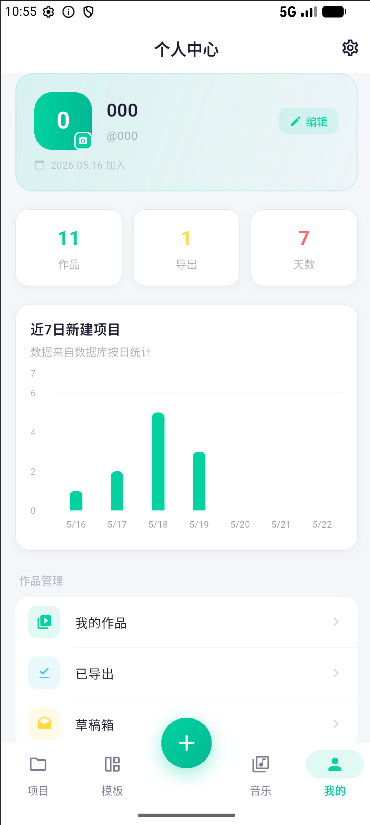 10:55
5G
个人中心
0
000
@000
编辑
2026.05.16 加入
11
作品
1
导出
7
天数
近7日新建项目
数据来自数据库按日统计
7
6
4
2
0
5/16 5/17 5/18 5/19 5/20 5/21 5/22
作品管理
我的作品
已导出
草稿箱
项目
模板
音乐
我的